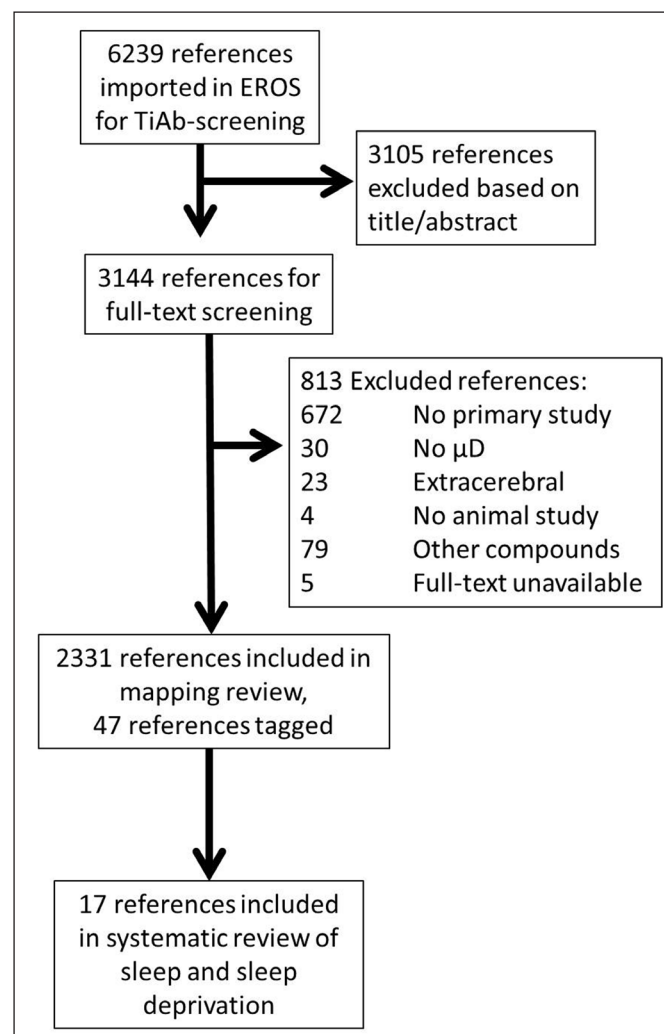 6239 references
imported in EROS
for TiAb-screening
3105 references
excluded based on
title/abstract
3144 references for
full-text screening
813 Excluded references:
672 No primary study
30 No µD
23 Extracerebral
4 No animal study
79 Other compounds
5 Full-text unavailable
2331 references included in
mapping review,
47 references tagged
17 references included
in systematic review of
sleep and sleep
deprivation